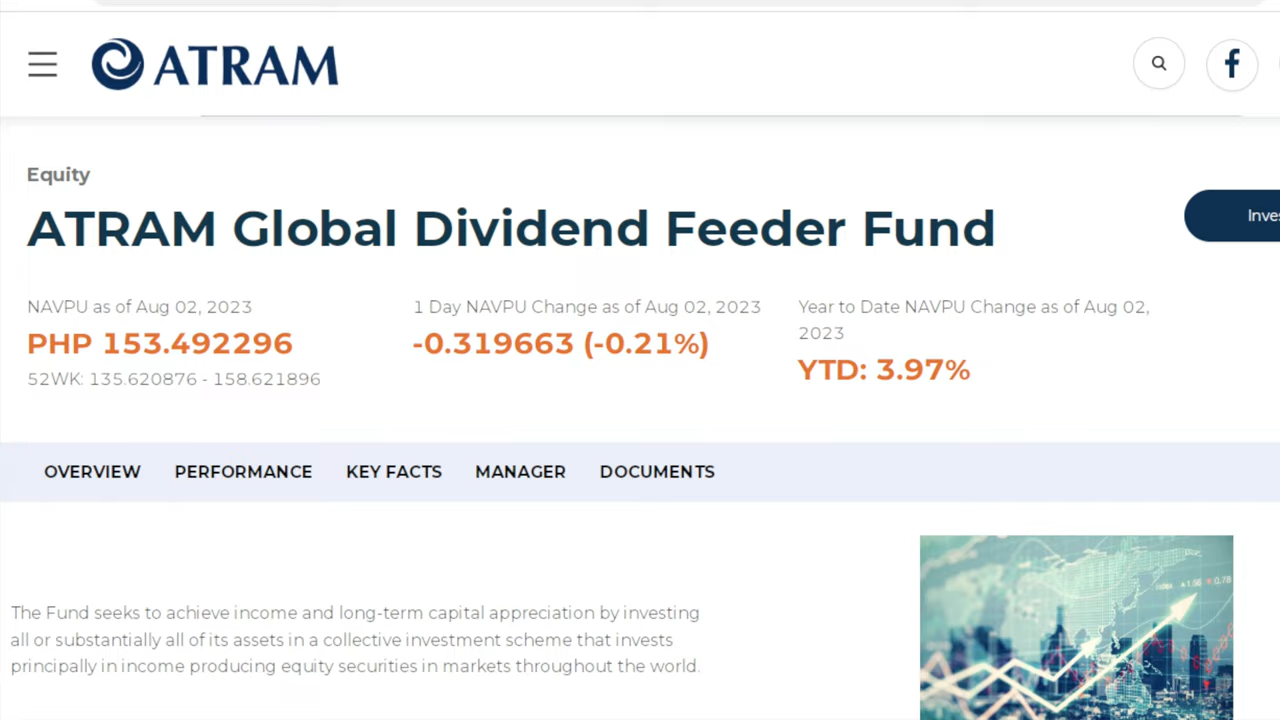 ATRAM
Equity
ATRAM Global Dividend Feeder Fund
Inve
NAVPU as of Aug 02, 2023
PHP 153.492296
52WK: 135.620876 - 158.621896
1 Day NAVPU Change as of Aug 02, 2023
-0.319663 (-0.21%)
Year to Date NAVPU Change as of Aug 02,
2023
YTD: 3.97%
OVERVIEW PERFORMANCE KEY FACTS MANAGER DOCUMENTS
The Fund seeks to achieve income and long-term capital appreciation by investing
all or substantially all of its assets in a collective investment scheme that invests
principally in income producing equity securities in markets throughout the world.